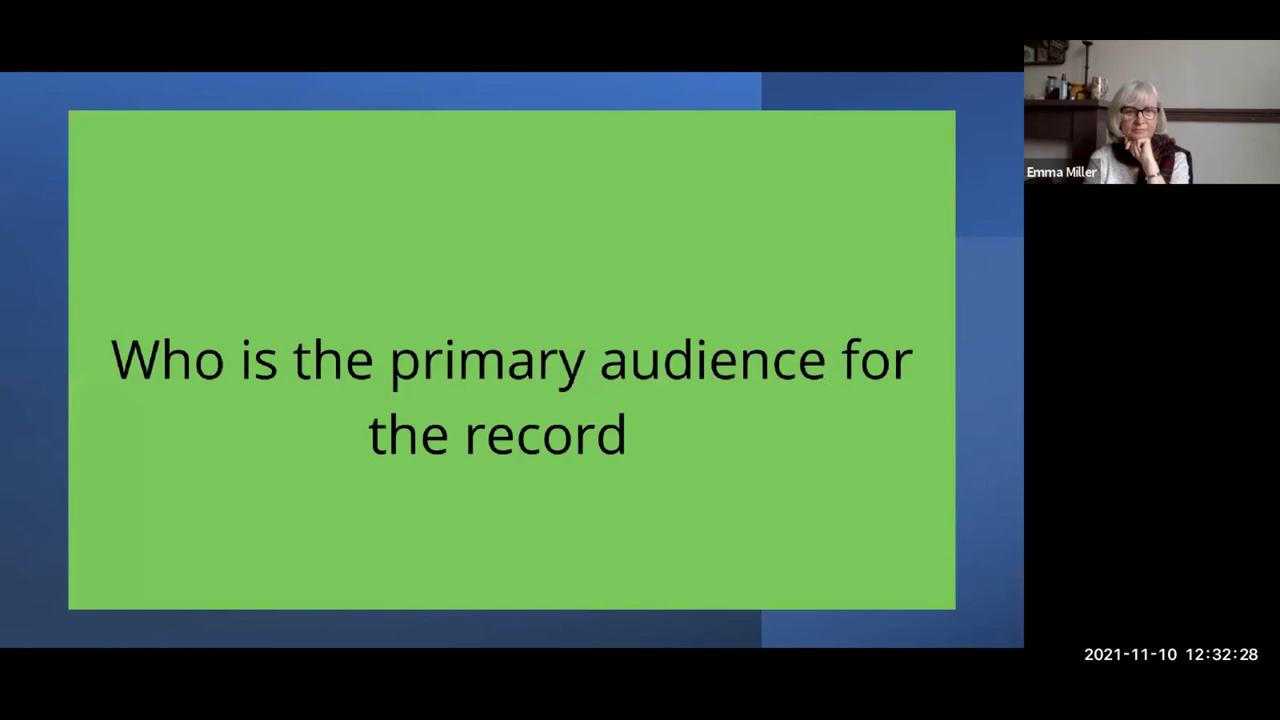 Who is the primary audience for
the record
Emma Miller
2021-11-10 12:32:28